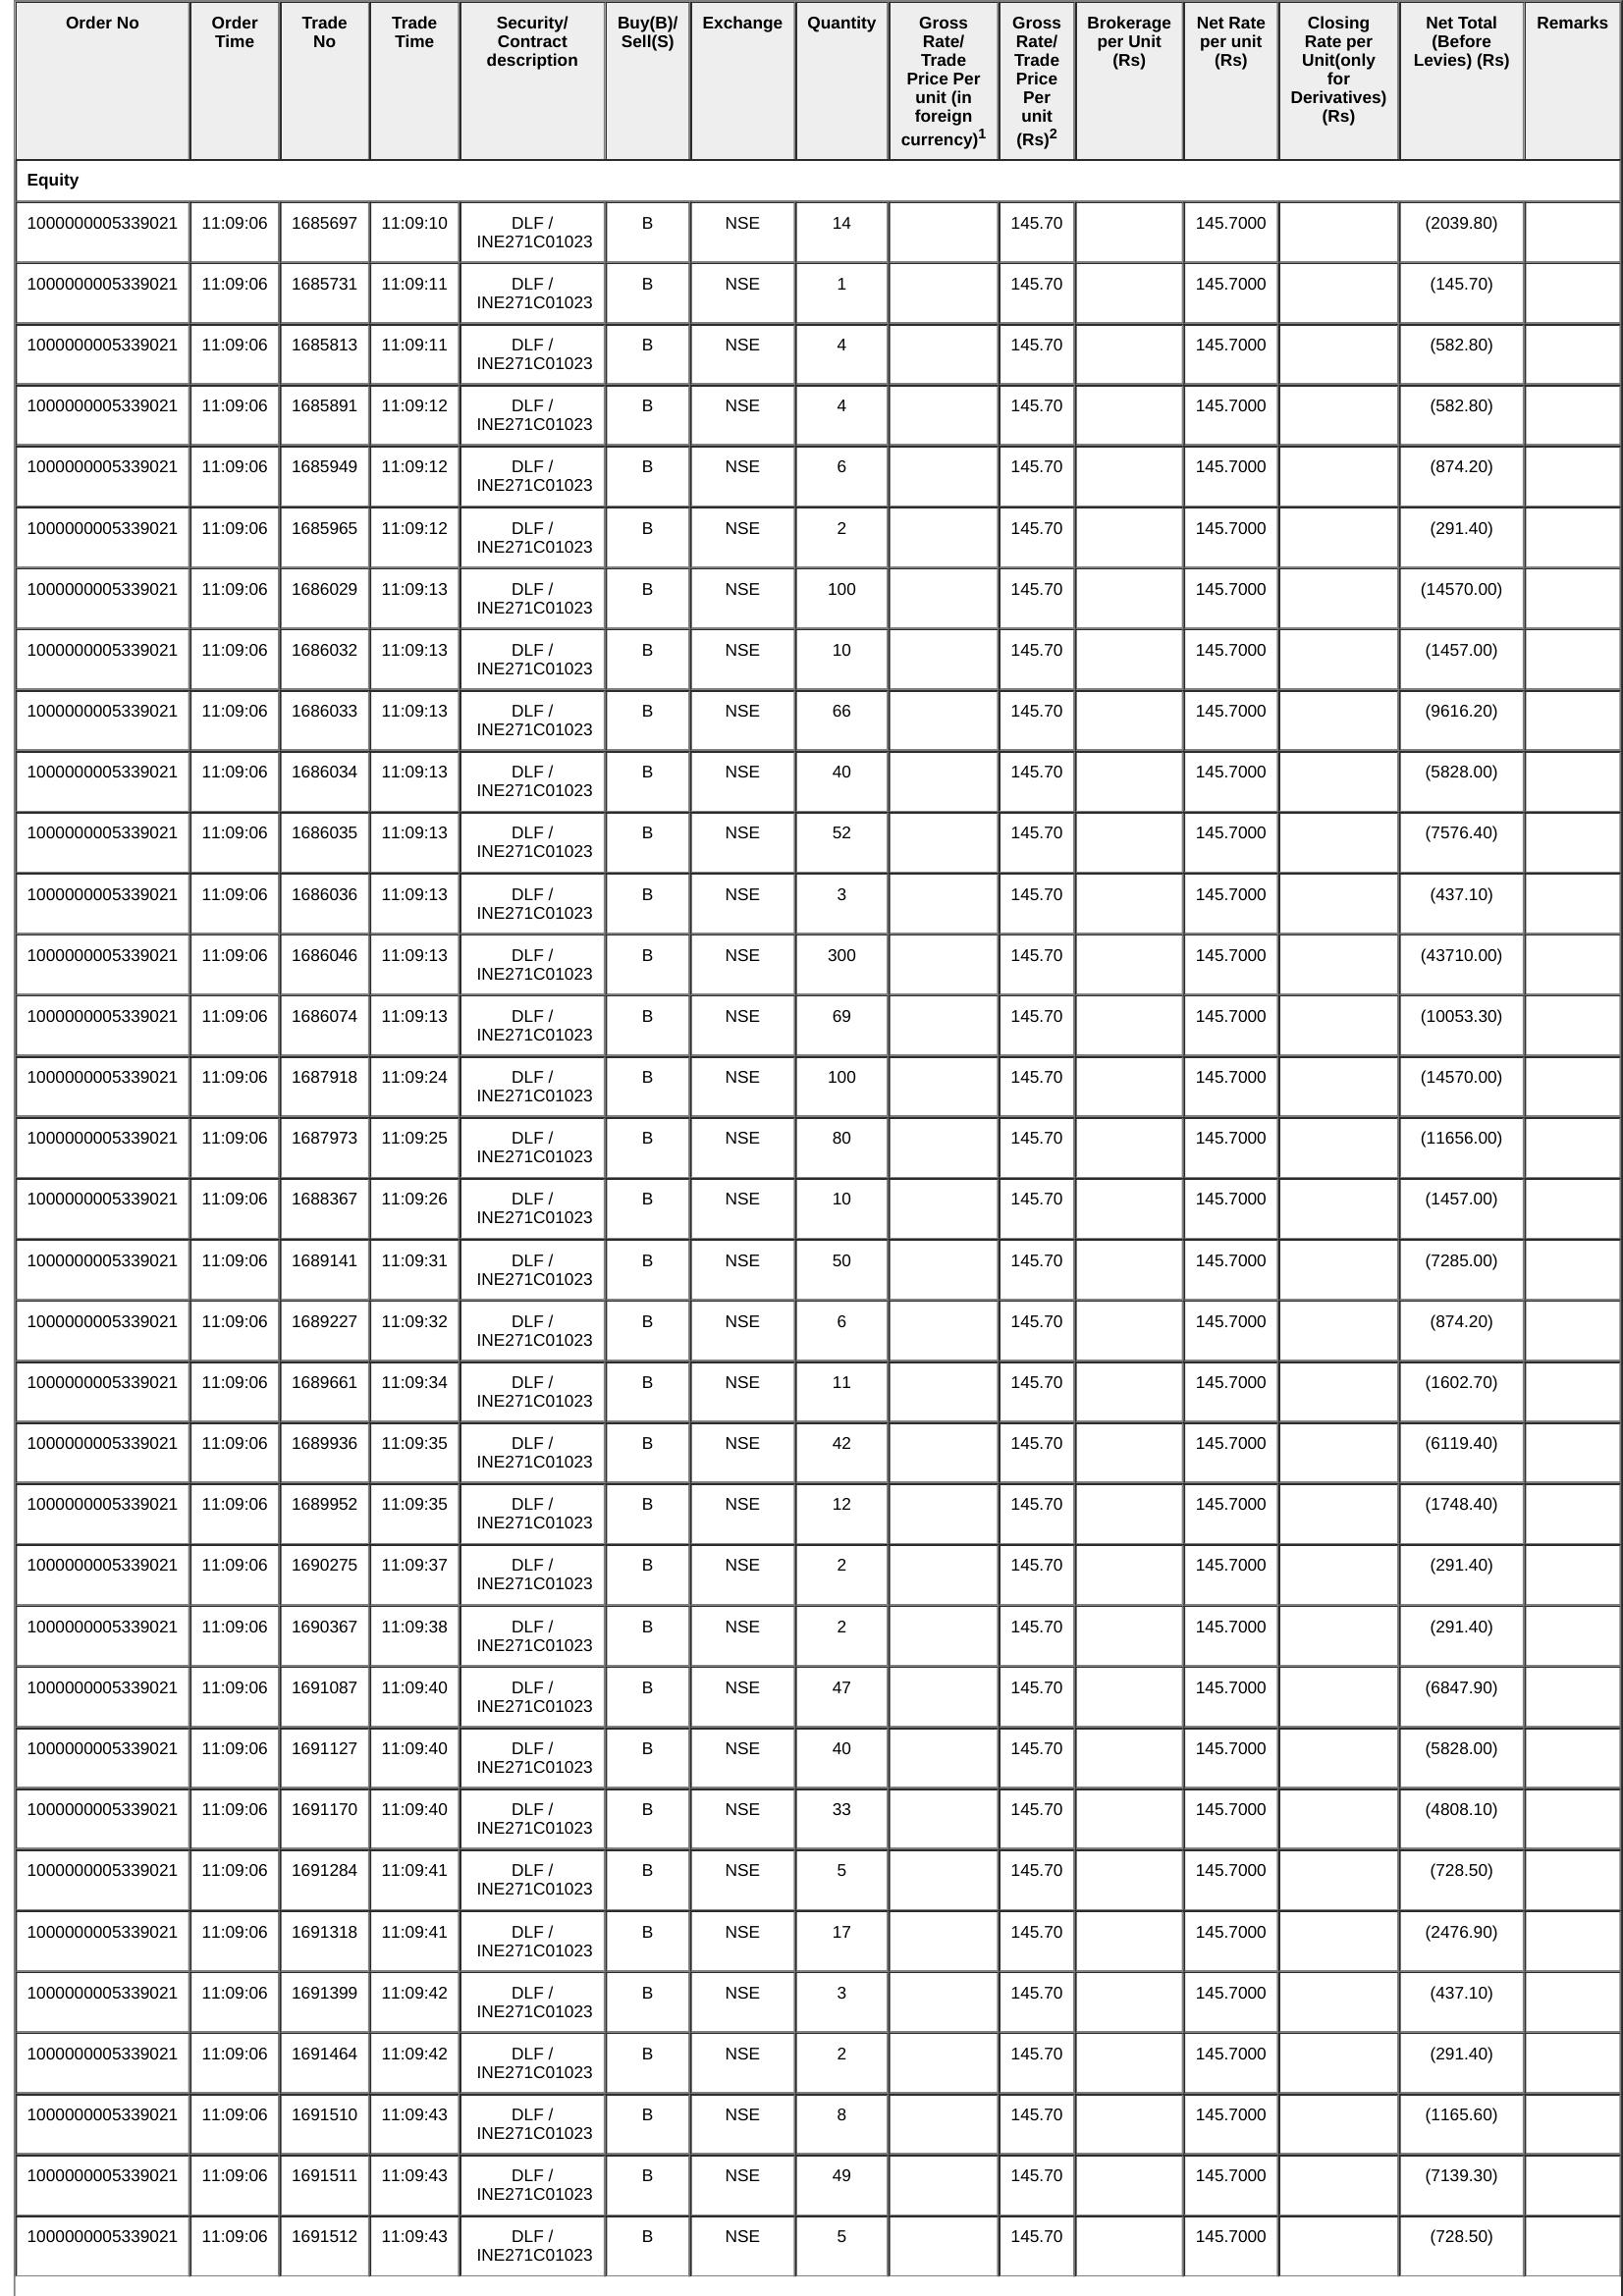 Order No | Order Time | Trade No | Trade Time | Security/ Contract description | Buy(B)/ Sell(S) | Exchange | Quantity | Gross Rate/ Trade Price Per unit (in foreign currency)1 | Gross Rate/ Trade Price Per unit (Rs)2 | Brokerage per Unit (Rs) | Net Rate per unit (Rs) | Closing Rate per Unit(only for Derivatives) (Rs) | Net Total (Before Levies) (Rs) | Remarks
Equity
1000000005339021 11:09:06 1685697 11:09:10 DLF / INE271C01023 B NSE 14 145.70 145.7000 (2039.80)
1000000005339021 11:09:06 1685731 11:09:11 DLF / INE271C01023 B NSE 1 145.70 145.7000 (145.70)
1000000005339021 11:09:06 1685813 11:09:11 DLF / INE271C01023 B NSE 4 145.70 145.7000 (582.80)
1000000005339021 11:09:06 1685891 11:09:12 DLF / INE271C01023 B NSE 4 145.70 145.7000 (582.80)
1000000005339021 11:09:06 1685949 11:09:12 DLF / INE271C01023 B NSE 6 145.70 145.7000 (874.20)
1000000005339021 11:09:06 1685965 11:09:12 DLF / INE271C01023 B NSE 2 145.70 145.7000 (291.40)
1000000005339021 11:09:06 1686029 11:09:13 DLF / INE271C01023 B NSE 100 145.70 145.7000 (14570.00)
1000000005339021 11:09:06 1686032 11:09:13 DLF / INE271C01023 B NSE 10 145.70 145.7000 (1457.00)
1000000005339021 11:09:06 1686033 11:09:13 DLF / INE271C01023 B NSE 66 145.70 145.7000 (9616.20)
1000000005339021 11:09:06 1686034 11:09:13 DLF / INE271C01023 B NSE 40 145.70 145.7000 (5828.00)
1000000005339021 11:09:06 1686035 11:09:13 DLF / INE271C01023 B NSE 52 145.70 145.7000 (7576.40)
1000000005339021 11:09:06 1686036 11:09:13 DLF / INE271C01023 B NSE 3 145.70 145.7000 (437.10)
1000000005339021 11:09:06 1686046 11:09:13 DLF / INE271C01023 B NSE 300 145.70 145.7000 (43710.00)
1000000005339021 11:09:06 1686074 11:09:13 DLF / INE271C01023 B NSE 69 145.70 145.7000 (10053.30)
1000000005339021 11:09:06 1687918 11:09:24 DLF / INE271C01023 B NSE 100 145.70 145.7000 (14570.00)
1000000005339021 11:09:06 1687973 11:09:25 DLF / INE271C01023 B NSE 80 145.70 145.7000 (11656.00)
1000000005339021 11:09:06 1688367 11:09:26 DLF / INE271C01023 B NSE 10 145.70 145.7000 (1457.00)
1000000005339021 11:09:06 1689141 11:09:31 DLF / INE271C01023 B NSE 50 145.70 145.7000 (7285.00)
1000000005339021 11:09:06 1689227 11:09:32 DLF / INE271C01023 B NSE 6 145.70 145.7000 (874.20)
1000000005339021 11:09:06 1689661 11:09:34 DLF / INE271C01023 B NSE 11 145.70 145.7000 (1602.70)
1000000005339021 11:09:06 1689936 11:09:35 DLF / INE271C01023 B NSE 42 145.70 145.7000 (6119.40)
1000000005339021 11:09:06 1689952 11:09:35 DLF / INE271C01023 B NSE 12 145.70 145.7000 (1748.40)
1000000005339021 11:09:06 1690275 11:09:37 DLF / INE271C01023 B NSE 2 145.70 145.7000 (291.40)
1000000005339021 11:09:06 1690367 11:09:38 DLF / INE271C01023 B NSE 2 145.70 145.7000 (291.40)
1000000005339021 11:09:06 1691087 11:09:40 DLF / INE271C01023 B NSE 47 145.70 145.7000 (6847.90)
1000000005339021 11:09:06 1691127 11:09:40 DLF / INE271C01023 B NSE 40 145.70 145.7000 (5828.00)
1000000005339021 11:09:06 1691170 11:09:40 DLF / INE271C01023 B NSE 33 145.70 145.7000 (4808.10)
1000000005339021 11:09:06 1691284 11:09:41 DLF / INE271C01023 B NSE 5 145.70 145.7000 (728.50)
1000000005339021 11:09:06 1691318 11:09:41 DLF / INE271C01023 B NSE 17 145.70 145.7000 (2476.90)
1000000005339021 11:09:06 1691399 11:09:42 DLF / INE271C01023 B NSE 3 145.70 145.7000 (437.10)
1000000005339021 11:09:06 1691464 11:09:42 DLF / INE271C01023 B NSE 2 145.70 145.7000 (291.40)
1000000005339021 11:09:06 1691510 11:09:43 DLF / INE271C01023 B NSE 8 145.70 145.7000 (1165.60)
1000000005339021 11:09:06 1691511 11:09:43 DLF / INE271C01023 B NSE 49 145.70 145.7000 (7139.30)
1000000005339021 11:09:06 1691512 11:09:43 DLF / INE271C01023 B NSE 5 145.70 145.7000 (728.50)